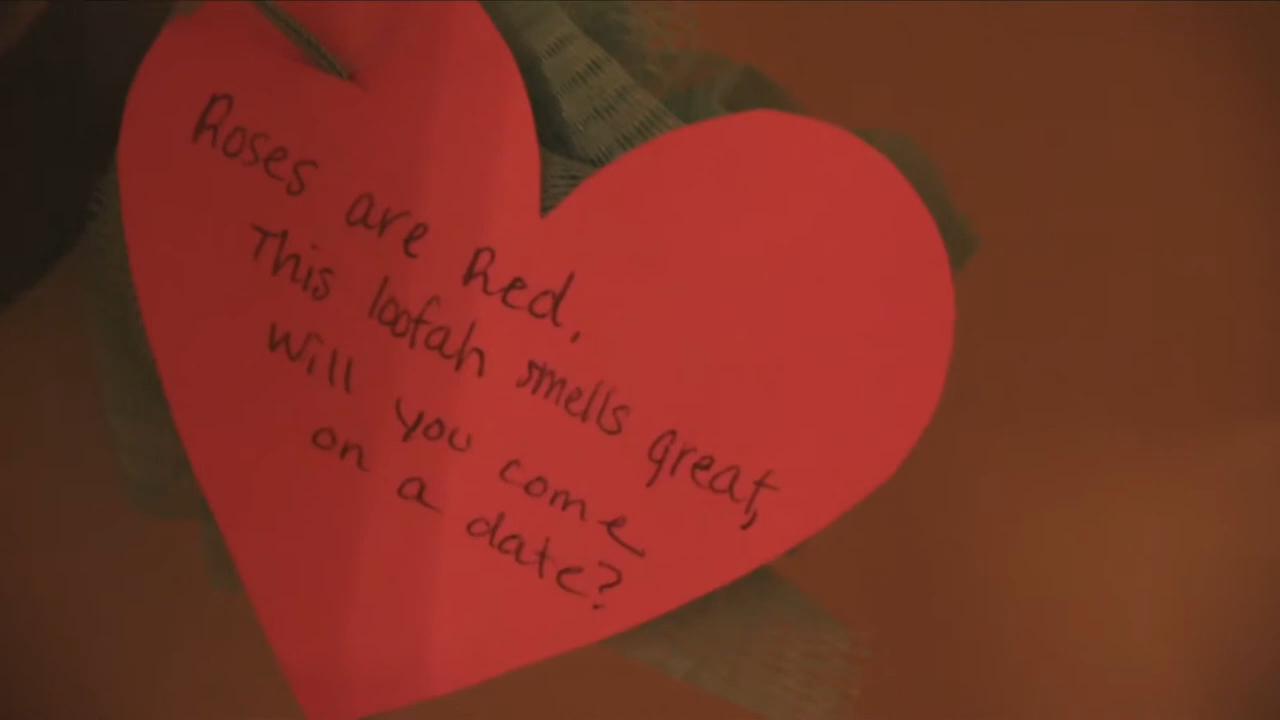 Roses are Red,
This loofah smells great,
will you come
on a date?